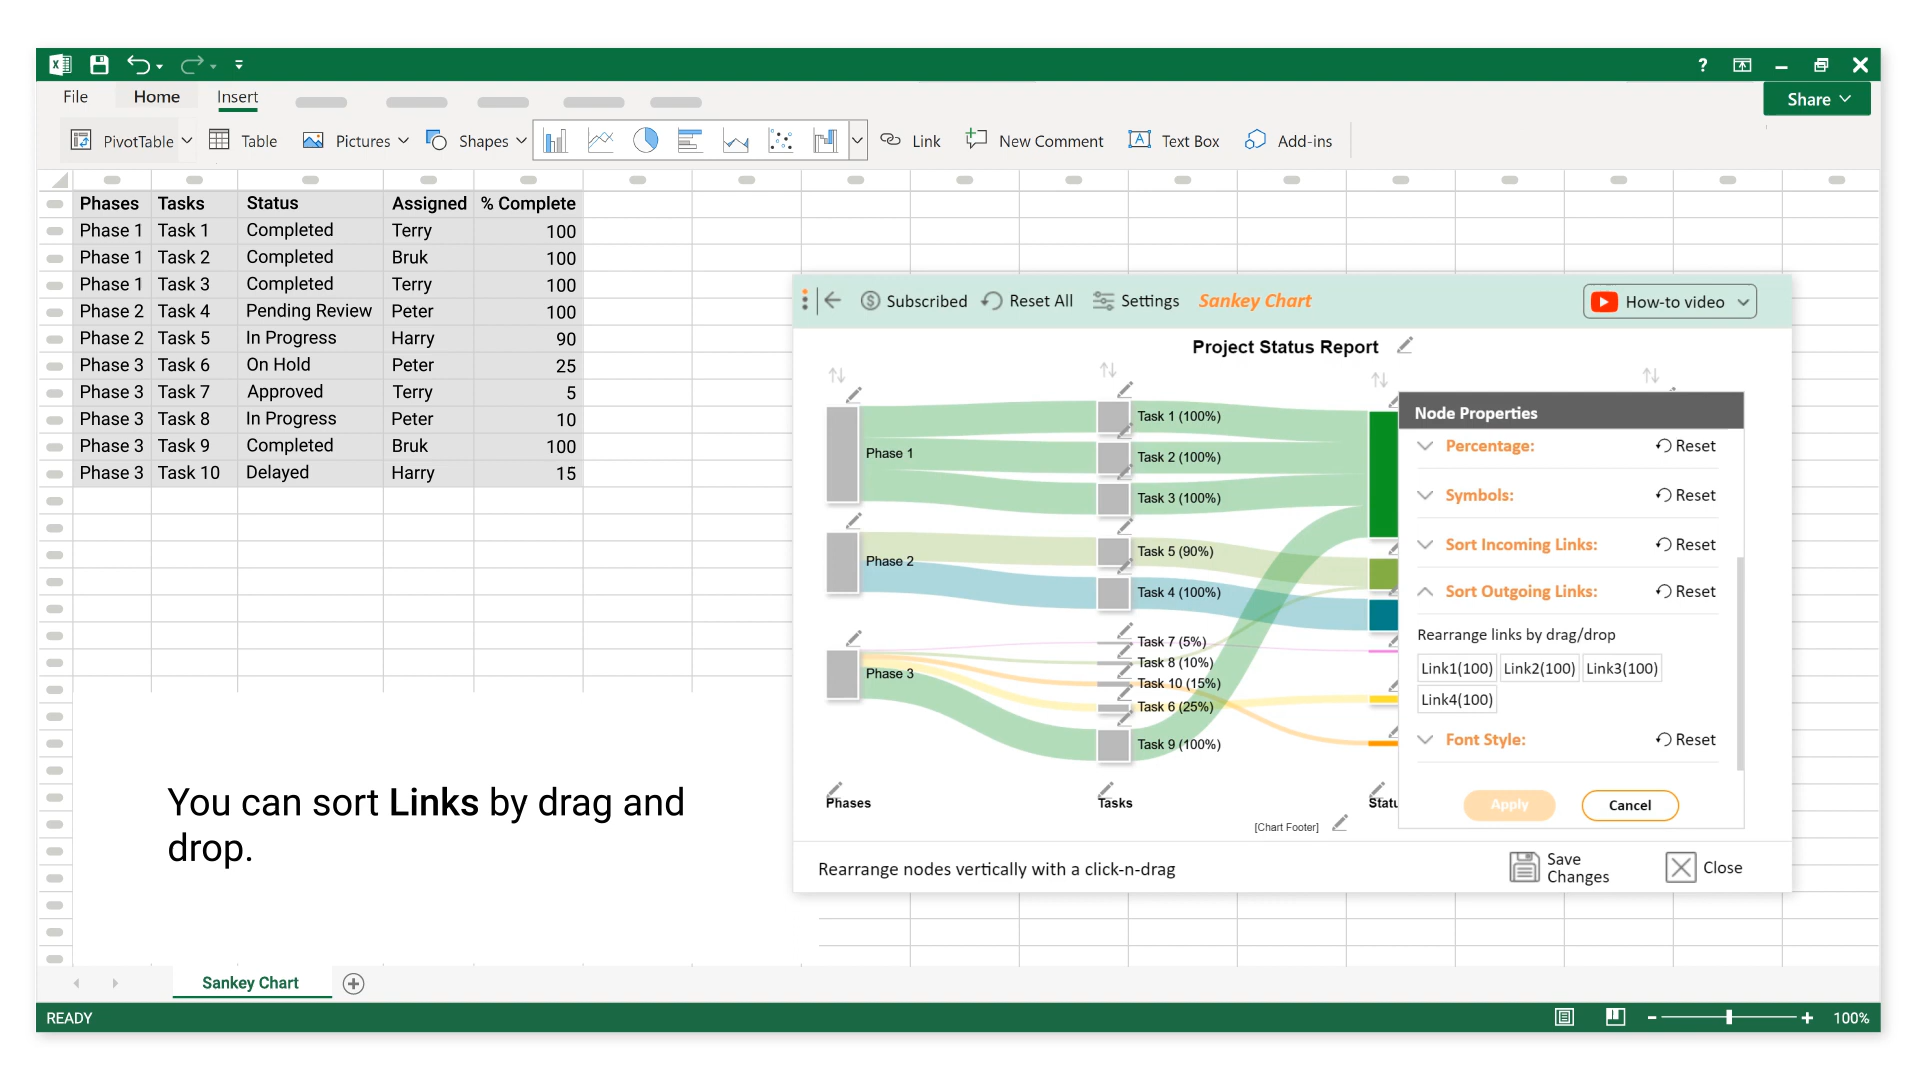 File Home Insert
Share
PivotTable Table Pictures Shapes Link New Comment Text Box Add-ins
Phases Tasks Status Assigned % Complete
Phase 1 Task 1 Completed Terry 100
Phase 1 Task 2 Completed Bruk 100
Phase 1 Task 3 Completed Terry 100
Phase 2 Task 4 Pending Review Peter 100
Phase 2 Task 5 In Progress Harry 90
Phase 3 Task 6 On Hold Peter 25
Phase 3 Task 7 Approved Terry 5
Phase 3 Task 8 In Progress Peter 10
Phase 3 Task 9 Completed Bruk 100
Phase 3 Task 10 Delayed Harry 15
Subscribed Reset All Settings Sankey Chart How-to video
Project Status Report
Phase 1
Phase 2
Phase 3
Task 1 (100%)
Task 2 (100%)
Task 3 (100%)
Task 5 (90%)
Task 4 (100%)
Task 7 (5%)
Task 8 (10%)
Task 10 (15%)
Task 6 (25%)
Task 9 (100%)
Phases Tasks Statu
[Chart Footer]
Node Properties
Percentage: Reset
Symbols: Reset
Sort Incoming Links: Reset
Sort Outgoing Links: Reset
Rearrange links by drag/drop
Link1(100) Link2(100) Link3(100)
Link4(100)
Font Style: Reset
Apply Cancel
Rearrange nodes vertically with a click-n-drag
Save
Changes
Close
You can sort Links by drag and
drop.
Sankey Chart
READY
100%